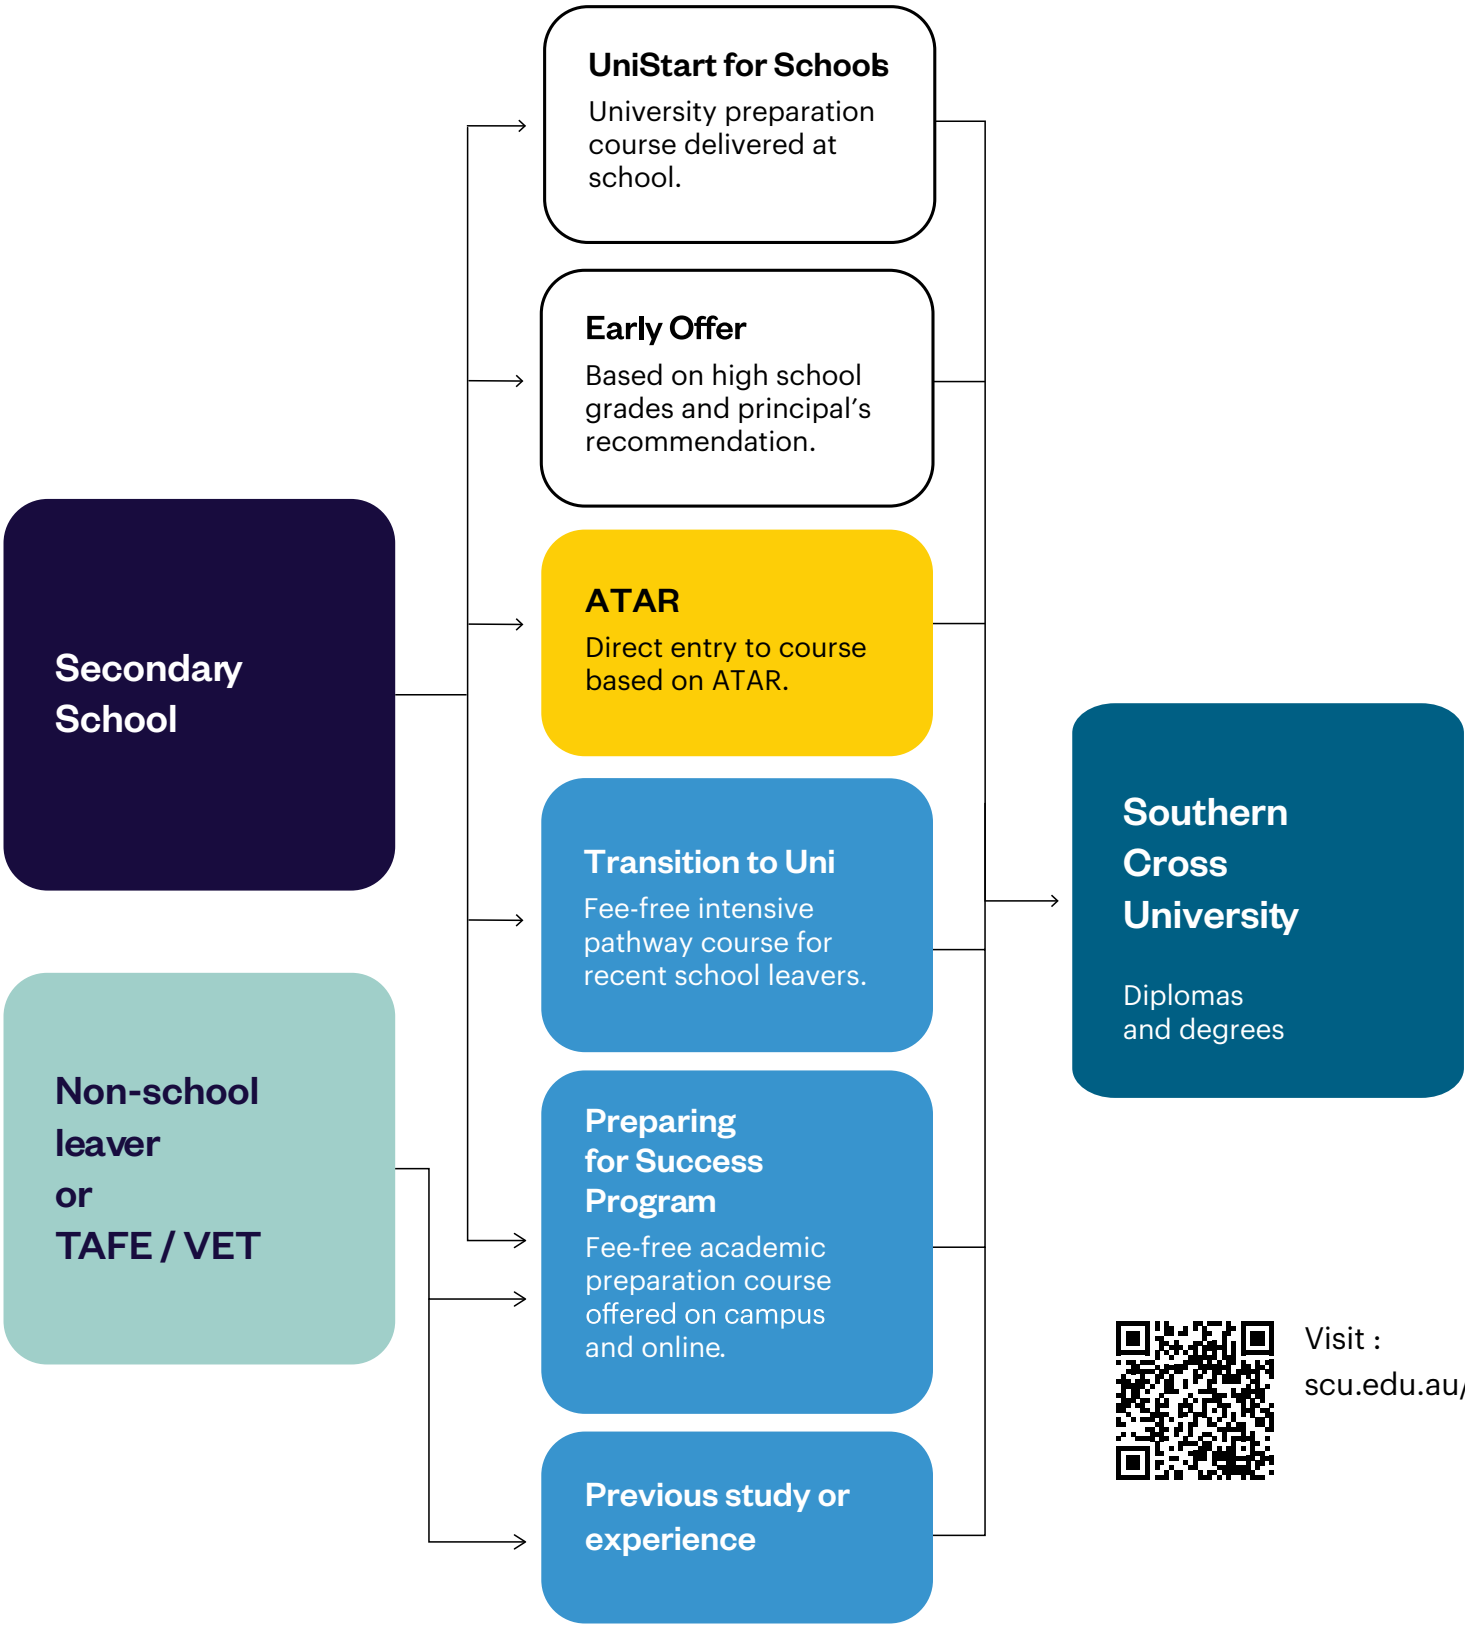 UniStart for Schools
University preparation
course delivered at
school.
Early Offer
Based on high school
grades and principal's
recommendation.
ATAR
Direct entry to course
based on ATAR.
Secondary
School
Transition to Uni
Fee-free intensive
pathway course for
recent school leavers.
Southern
Cross
University
Diplomas
and degrees
Non-school
leaver
or
TAFE / VET
Preparing
for Success
Program
Fee-free academic
preparation course
offered on campus
and online.
Previous study or
experience
Visit :
scu.edu.au/